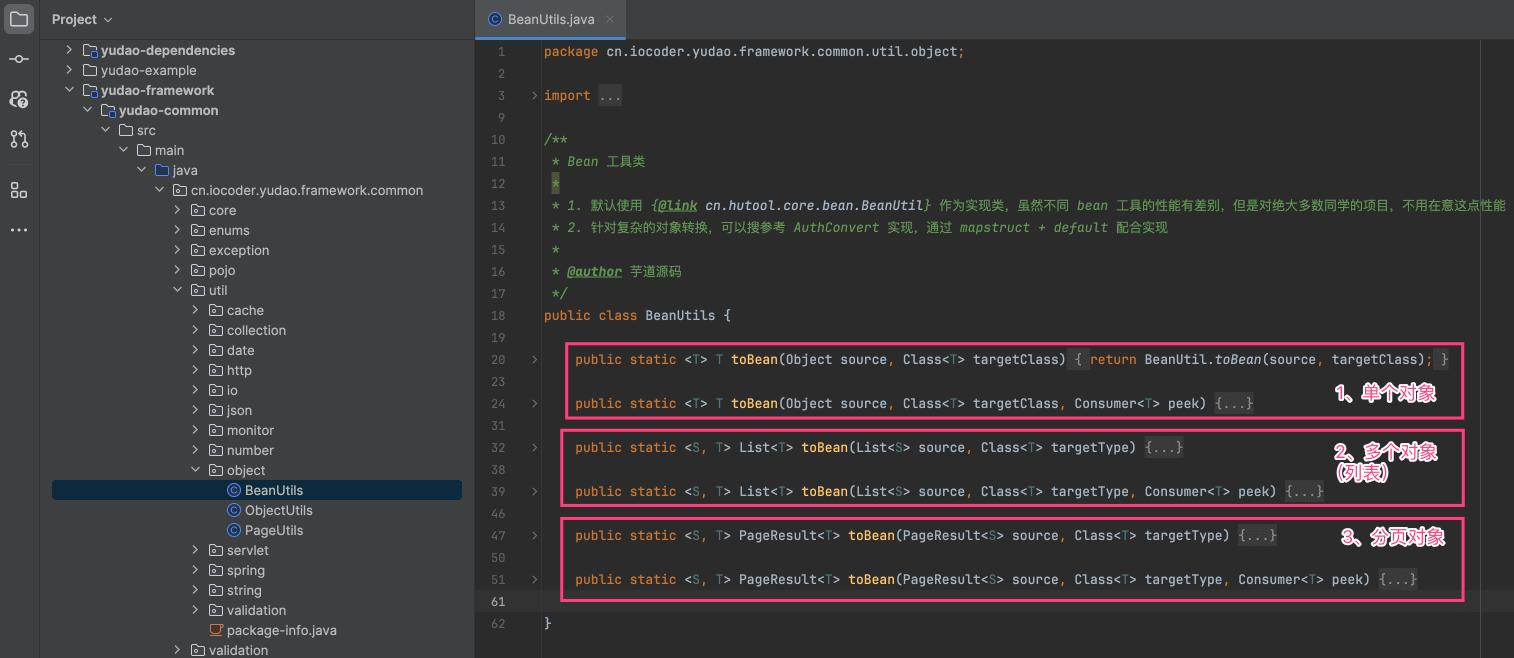 Project
BeanUtils.java
yudao-dependencies
yudao-example
yudao-framework
yudao-common
src
main
java
cn.iocoder.yudao.framework.common
core
enums
exception
pojo
util
cache
collection
date
http
io
json
monitor
number
object
BeanUtils
ObjectUtils
PageUtils
servlet
spring
string
validation
package-info.java
validation
1 package cn.iocoder.yudao.framework.common.util.object;
2
3 import ...
9
10 /**
11 * Bean 工具类
12 *
13 * 1. 默认使用 {@link cn.hutool.core.bean.BeanUtil} 作为实现类，虽然不同 bean 工具的性能有差别，但是对绝大多数同学的项目，不用在意这点性能
14 * 2. 针对复杂的对象转换，可以搜参考 AuthConvert 实现，通过 mapstruct + default 配合实现
15 *
16 * @author 芋道源码
17 */
18 public class BeanUtils {
19
20 public static <T> T toBean(Object source, Class<T> targetClass) { return BeanUtil.toBean(source, targetClass); }
23
1、单个对象
24 public static <T> T toBean(Object source, Class<T> targetClass, Consumer<T> peek) {...}
31
32 public static <S, T> List<T> toBean(List<S> source, Class<T> targetType) {...}
2、多个对象
(列表)
38
39 public static <S, T> List<T> toBean(List<S> source, Class<T> targetType, Consumer<T> peek) {...}
46
47 public static <S, T> PageResult<T> toBean(PageResult<S> source, Class<T> targetType) {...}
3、分页对象
50
51 public static <S, T> PageResult<T> toBean(PageResult<S> source, Class<T> targetType, Consumer<T> peek) {...}
61
62 }